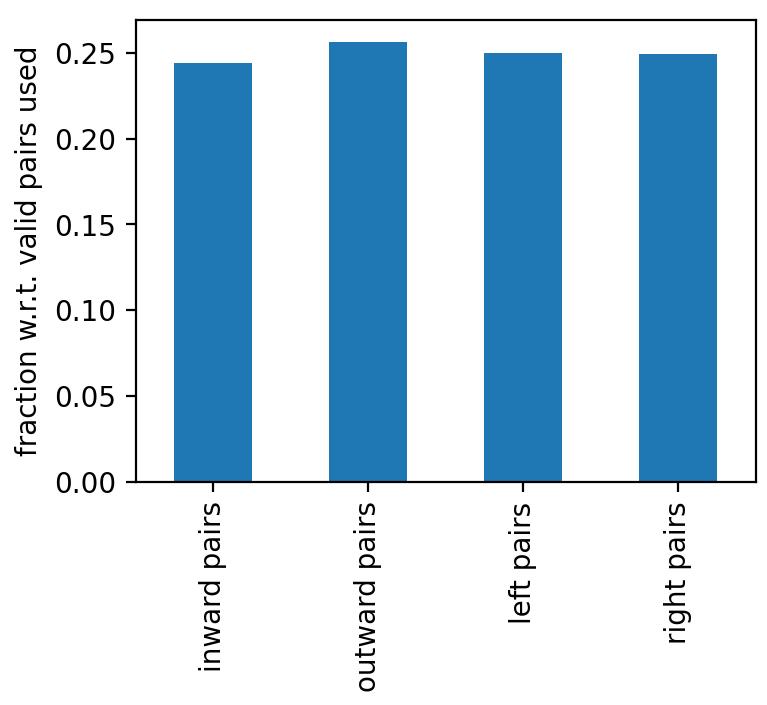 fraction w.r.t. valid pairs used
0.25
0.20
0.15
0.10
0.05
0.00
inward pairs
outward pairs
left pairs
right pairs